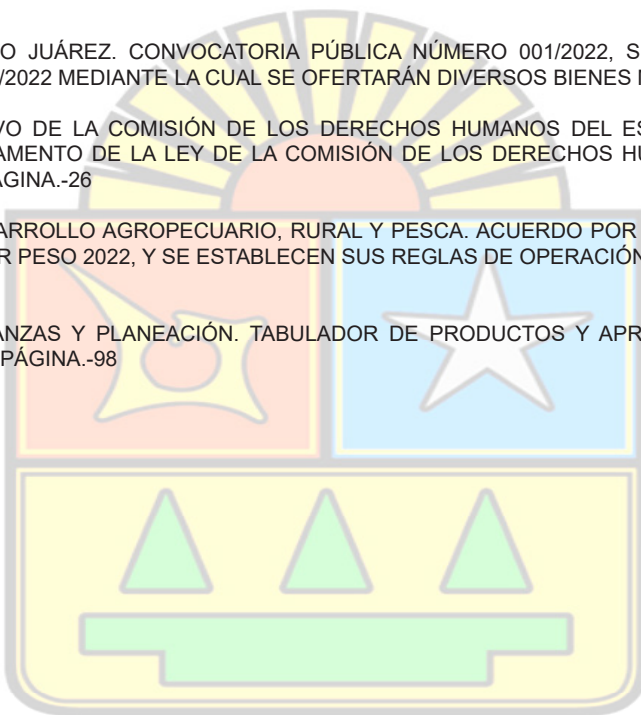 O JUÁREZ. CONVOCATORIA PÚBLICA NÚMERO 001/2022, S
/2022 MEDIANTE LA CUAL SE OFERTARÁN DIVERSOS BIENES
VO DE LA COMISIÓN DE LOS DERECHOS HUMANOS DEL ES
AMENTO DE LA LEY DE LA COMISIÓN DE LOS DERECHOS HU
ÁGINA.-26
ARROLLO AGROPECUARIO, RURAL Y PESCA. ACUERDO POR
R PESO 2022, Y SE ESTABLECEN SUS REGLAS DE OPERACIÓN
ANZAS Y PLANEACIÓN. TABULADOR DE PRODUCTOS Y APR
PÁGINA.-98